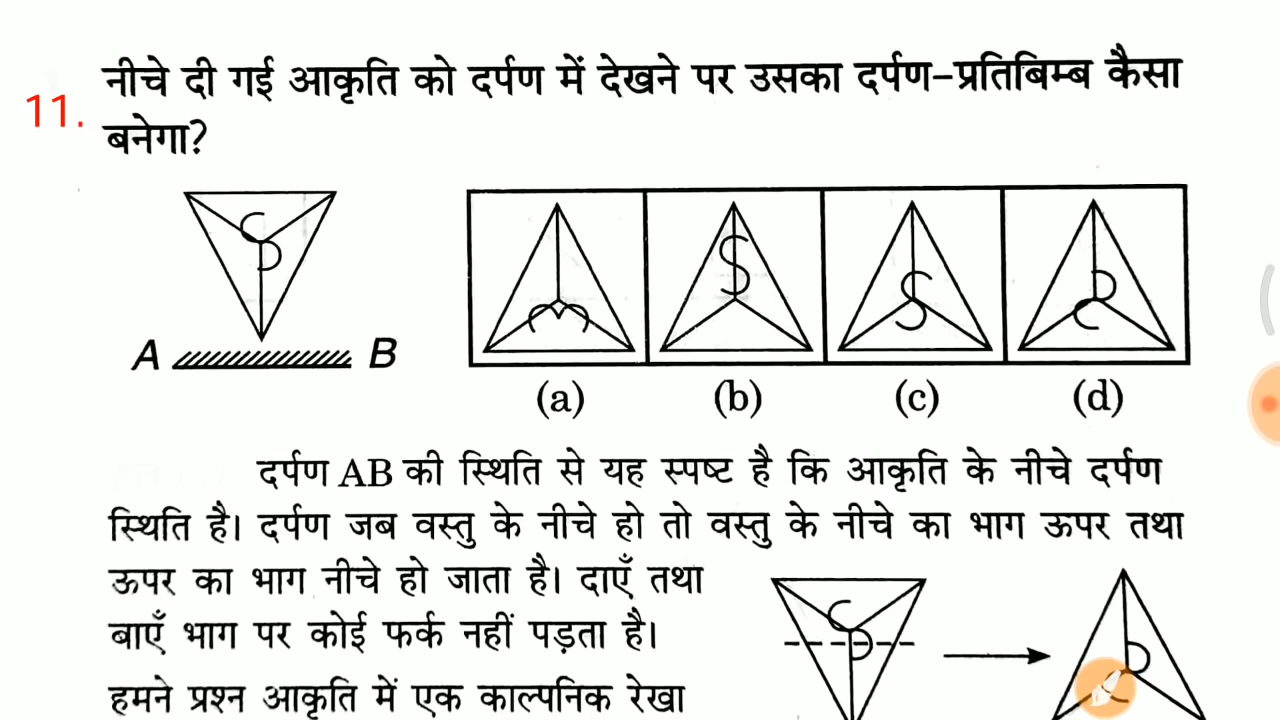 नीचे दी गई आकृति को दर्पण में देखने पर उसका दर्पण-प्रतिबिम्ब कैसा
11.
बनेगा?
A B
(a) (b) (c) (d)
दर्पण AB की स्थिति से यह स्पष्ट है कि आकृति के नीचे दर्पण
स्थिति है। दर्पण जब वस्तु के नीचे हो तो वस्तु के नीचे का भाग ऊपर तथा
ऊपर का भाग नीचे हो जाता है। दाएँ तथा
बाएँ भाग पर कोई फर्क नहीं पड़ता है।
हमने प्रश्न आकृति में एक काल्पनिक रेखा